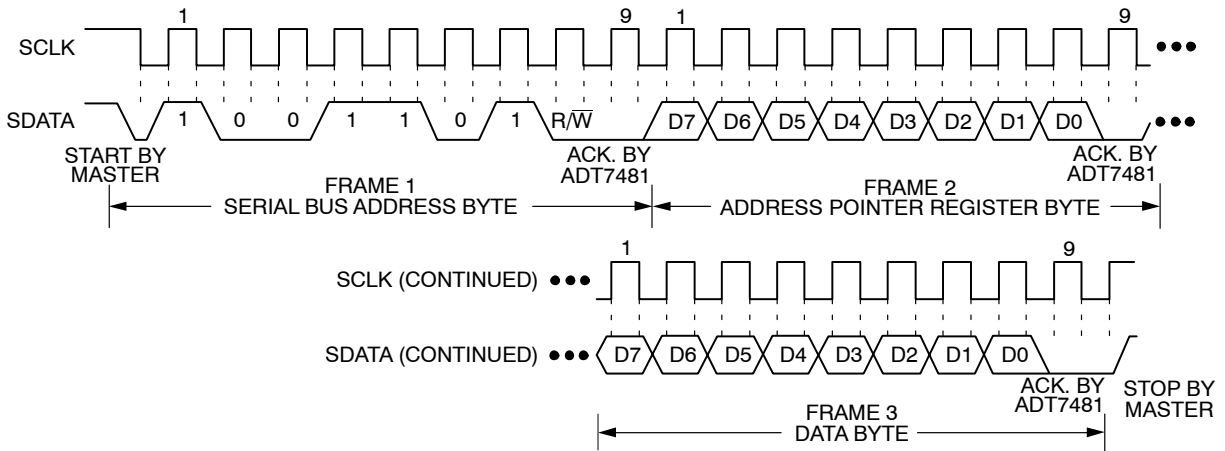 1 9 1 9
SCLK
SDATA 1 0 0 1 1 0 1 R/W̅ D7 D6 D5 D4 D3 D2 D1 D0
START BY
MASTER
ACK. BY
ADT7481
ACK. BY
ADT7481
FRAME 1
SERIAL BUS ADDRESS BYTE
FRAME 2
ADDRESS POINTER REGISTER BYTE
1 9
SCLK (CONTINUED)
SDATA (CONTINUED) D7 D6 D5 D4 D3 D2 D1 D0
ACK. BY
ADT7481
STOP BY
MASTER
FRAME 3
DATA BYTE